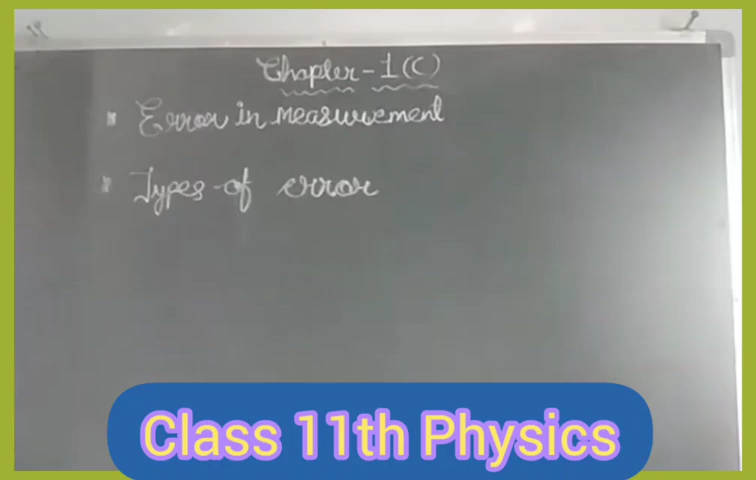 Chapter-1(C)
Error in measurement
Types of error
Class 11th Physics